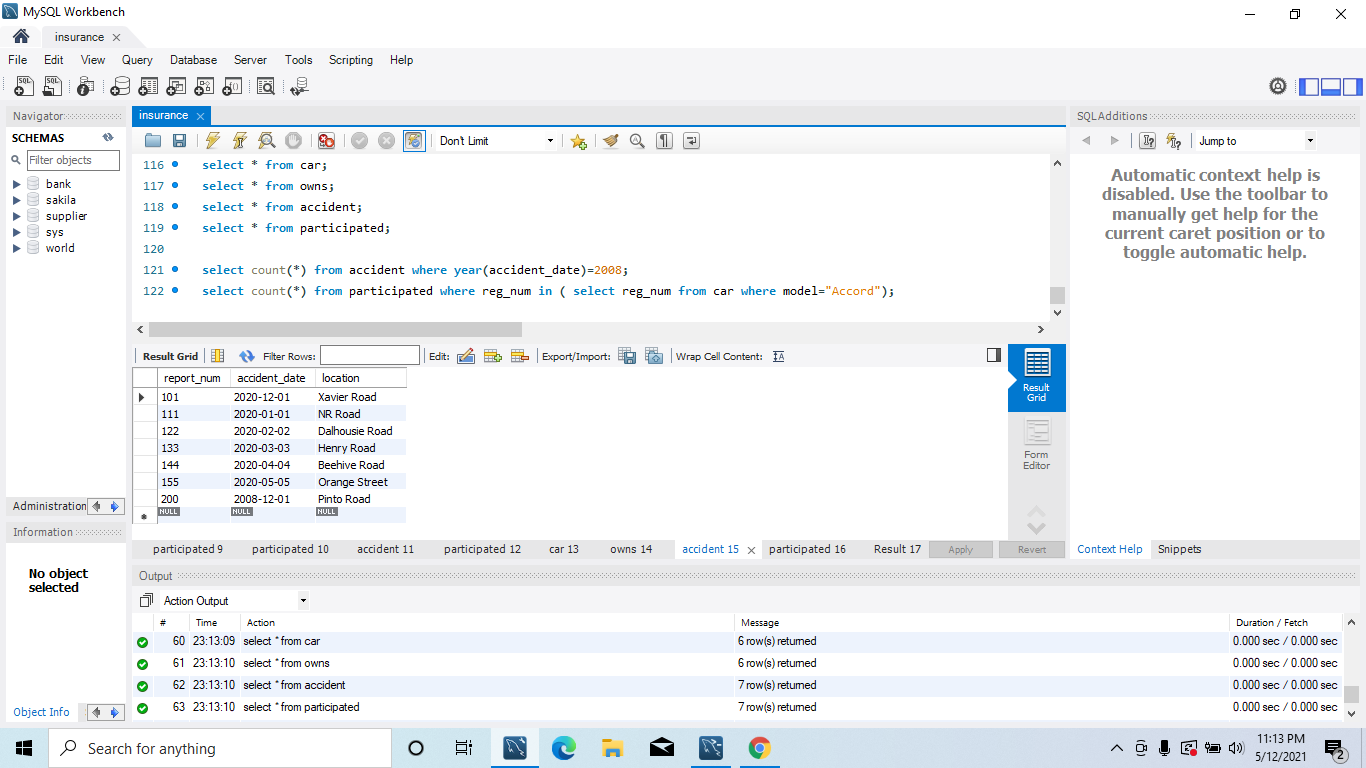 MySQL Workbench
insurance
File Edit View Query Database Server Tools Scripting Help
Navigator
SCHEMAS
Filter objects
bank
sakila
supplier
sys
world
Administration
Information
No object
selected
Object Info
insurance
Don't Limit
116 select * from car;
117 select * from owns;
118 select * from accident;
119 select * from participated;
120
121 select count(*) from accident where year(accident_date)=2008;
122 select count(*) from participated where reg_num in ( select reg_num from car where model="Accord");
Result Grid Filter Rows: Edit: Export/Import: Wrap Cell Content:
report_num accident_date location
101 2020-12-01 Xavier Road
111 2020-01-01 NR Road
122 2020-02-02 Dalhousie Road
133 2020-03-03 Henry Road
144 2020-04-04 Beehive Road
155 2020-05-05 Orange Street
200 2008-12-01 Pinto Road
NULL NULL NULL
Result
Grid
Form
Editor
participated 9 participated 10 accident 11 participated 12 car 13 owns 14 accident 15 participated 16 Result 17 Apply Revert
Output
Action Output
# Time Action Message Duration / Fetch
60 23:13:09 select * from car 6 row(s) returned 0.000 sec / 0.000 sec
61 23:13:10 select * from owns 6 row(s) returned 0.000 sec / 0.000 sec
62 23:13:10 select * from accident 7 row(s) returned 0.000 sec / 0.000 sec
63 23:13:10 select * from participated 7 row(s) returned 0.000 sec / 0.000 sec
SQLAdditions
Jump to
Automatic context help is
disabled. Use the toolbar to
manually get help for the
current caret position or to
toggle automatic help.
Context Help Snippets
Search for anything
11:13 PM
5/12/2021
2